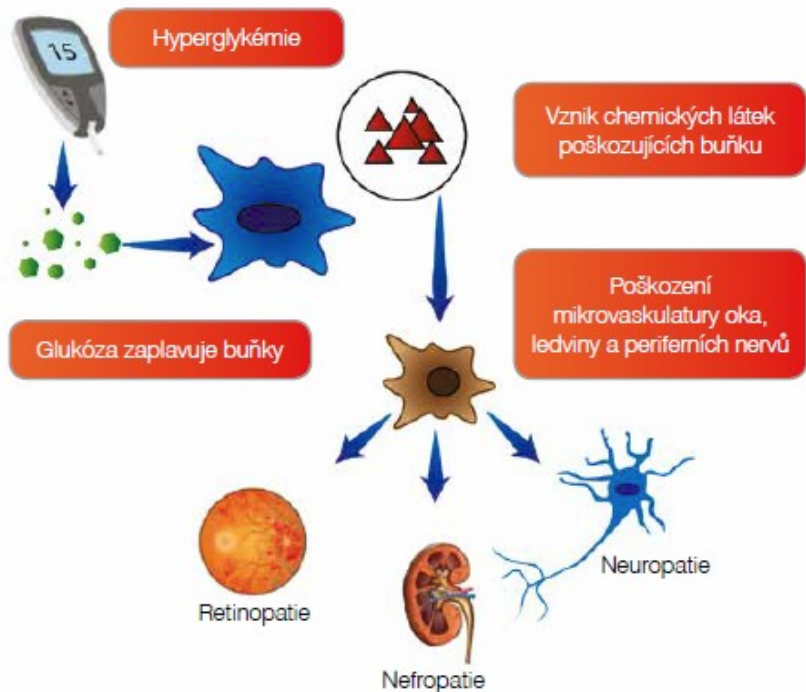 15
Hyperglykémie
Vznik chemických látek
poškozujících buňku
Glukóza zaplavuje buňky
Poškození
mikrovaskulatury oka,
ledviny a periferních nervů
Retinopatie
Nefropatie
Neuropatie